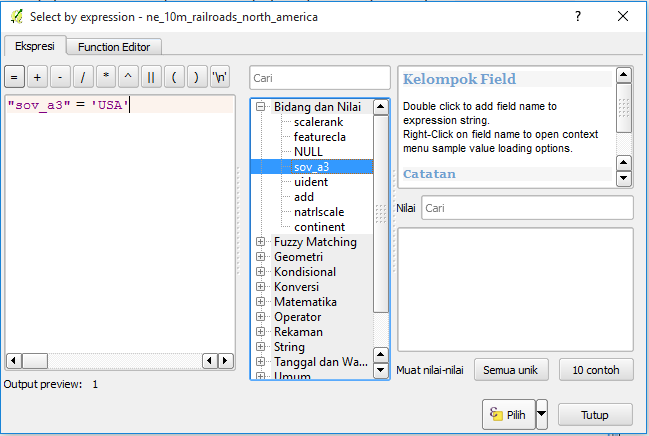 Select by expression - ne_10m_railroads_north_america
Ekspresi
Function Editor
= + - / * ^ || ( ) '\n'
"sov_a3" = 'USA'
Output preview: 1
Cari
Bidang dan Nilai
scalerank
featurecla
NULL
sov_a3
uident
add
natrlscale
continent
Fuzzy Matching
Geometri
Kondisional
Konversi
Matematika
Operator
Rekaman
String
Tanggal dan Wa...
Umum
Kelompok Field
Double click to add field name to
expression string.
Right-Click on field name to open context
menu sample value loading options.
Catatan
Nilai
Cari
Muat nilai-nilai
Semua unik
10 contoh
Pilih
Tutup